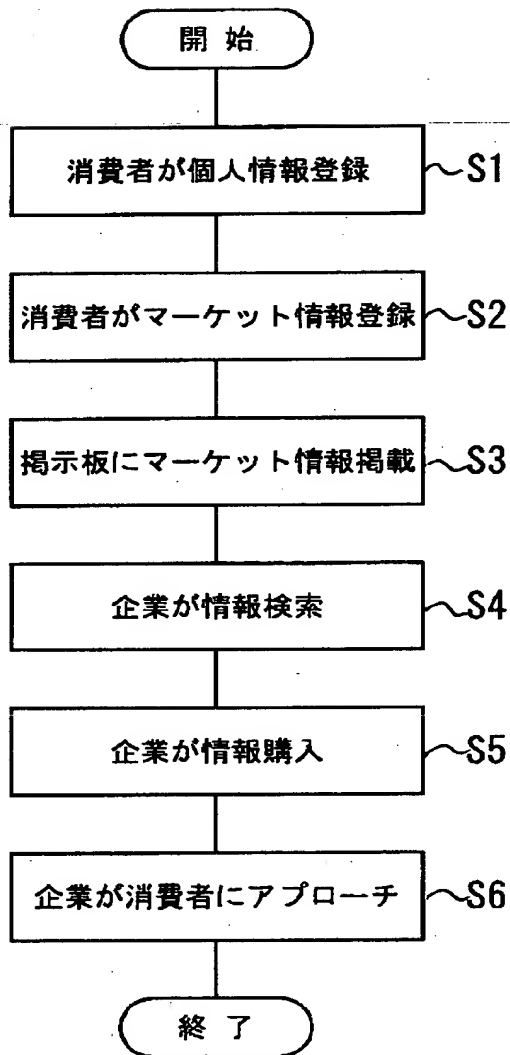 開始
消費者が個人情報登録 S1
消費者がマーケット情報登録 S2
掲示板にマーケット情報掲載 S3
企業が情報検索 S4
企業が情報購入 S5
企業が消費者にアプローチ S6
終了